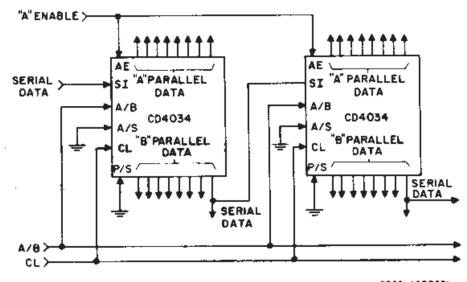 "A" ENABLE
AE
SI
"A" PARALLEL
DATA
A/B
CD4034
A/S
"B" PARALLEL
CL
DATA
P/S
SERIAL
DATA
SERIAL
DATA
AE
SI
"A" PARALLEL
DATA
A/B
CD4034
A/S
"B" PARALLEL
CL
DATA
P/S
SERIAL
DATA
A/B
CL